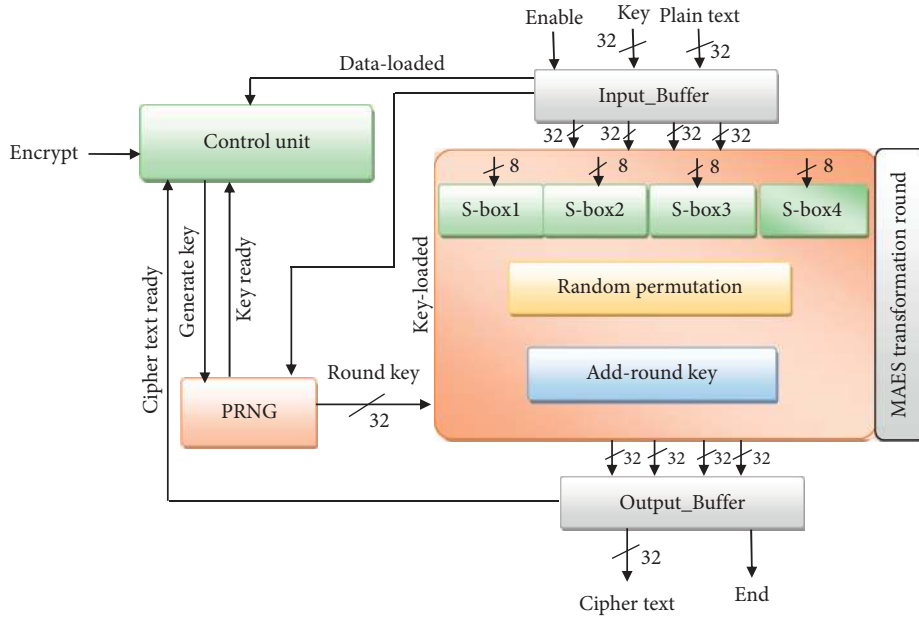 Enable
Key
Plain text
32
32
Data-loaded
Input_Buffer
Control unit
Encrypt
32
32
32
32
8
8
8
8
S-box1
S-box2
S-box3
S-box4
Key-loaded
Random permutation
Add-round key
MAES transformation round
Cipher text ready
Generate key
Key ready
PRNG
Round key
32
32
32
32
32
Output_Buffer
32
Cipher text
End